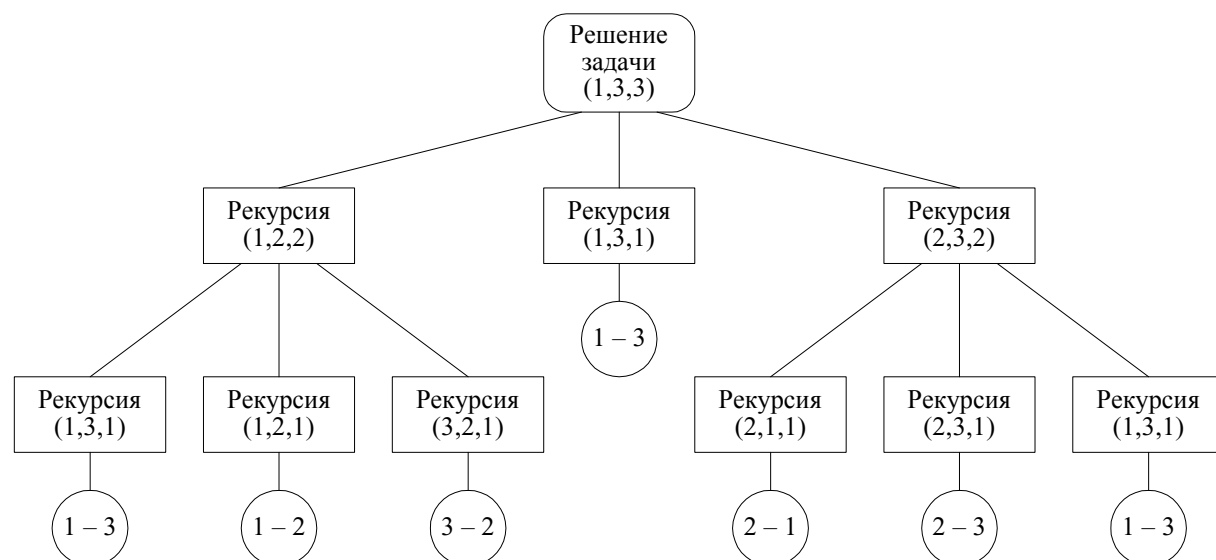 Решение
задачи
(1,3,3)
Рекурсия
(1,2,2)
Рекурсия
(1,3,1)
Рекурсия
(2,3,2)
1 – 3
Рекурсия
(1,3,1)
Рекурсия
(1,2,1)
Рекурсия
(3,2,1)
Рекурсия
(2,1,1)
Рекурсия
(2,3,1)
Рекурсия
(1,3,1)
1 – 3
1 – 2
3 – 2
2 – 1
2 – 3
1 – 3